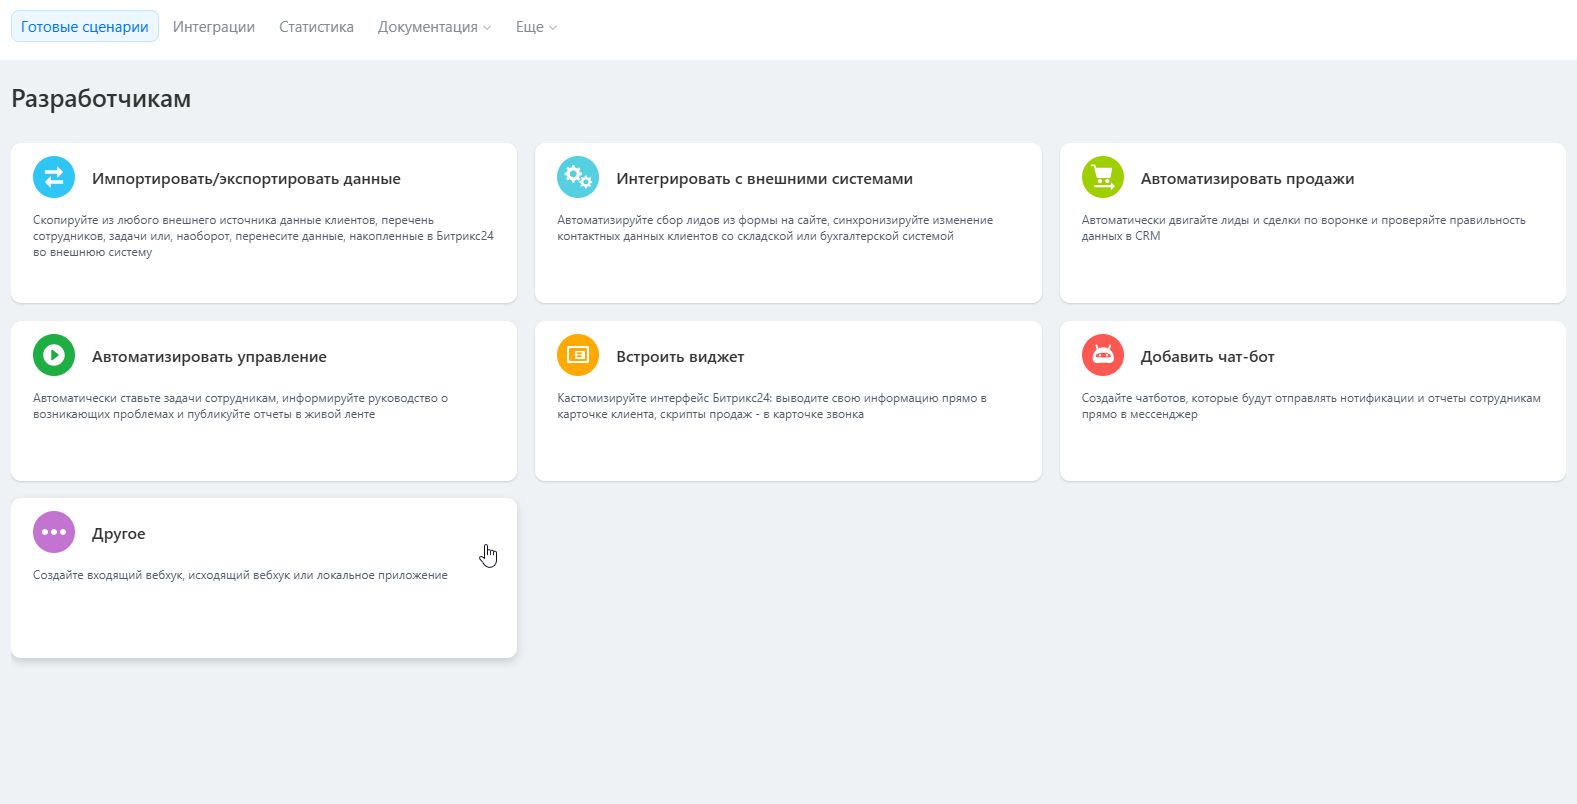 Готовые сценарии Интеграции Статистика Документация Еще
Разработчикам
Импортировать/экспортировать данные
Скопируйте из любого внешнего источника данные клиентов, перечень
сотрудников, задачи или, наоборот, перенесите данные, накопленные в Битрикс24
во внешнюю систему
Интегрировать с внешними системами
Автоматизируйте сбор лидов из формы на сайте, синхронизируйте изменение
контактных данных клиентов со складской или бухгалтерской системой
Автоматизировать продажи
Автоматически двигайте лиды и сделки по воронке и проверяйте правильность
данных в CRM
Автоматизировать управление
Автоматически ставьте задачи сотрудникам, информируйте руководство о
возникающих проблемах и публикуйте отчеты в живой ленте
Встроить виджет
Кастомизируйте интерфейс Битрикс24: выводите свою информацию прямо в
карточке клиента, скрипты продаж - в карточке звонка
Добавить чат-бот
Создайте чатботов, которые будут отправлять нотификации и отчеты сотрудникам
прямо в мессенджер
Другое
Создайте входящий вебхук, исходящий вебхук или локальное приложение